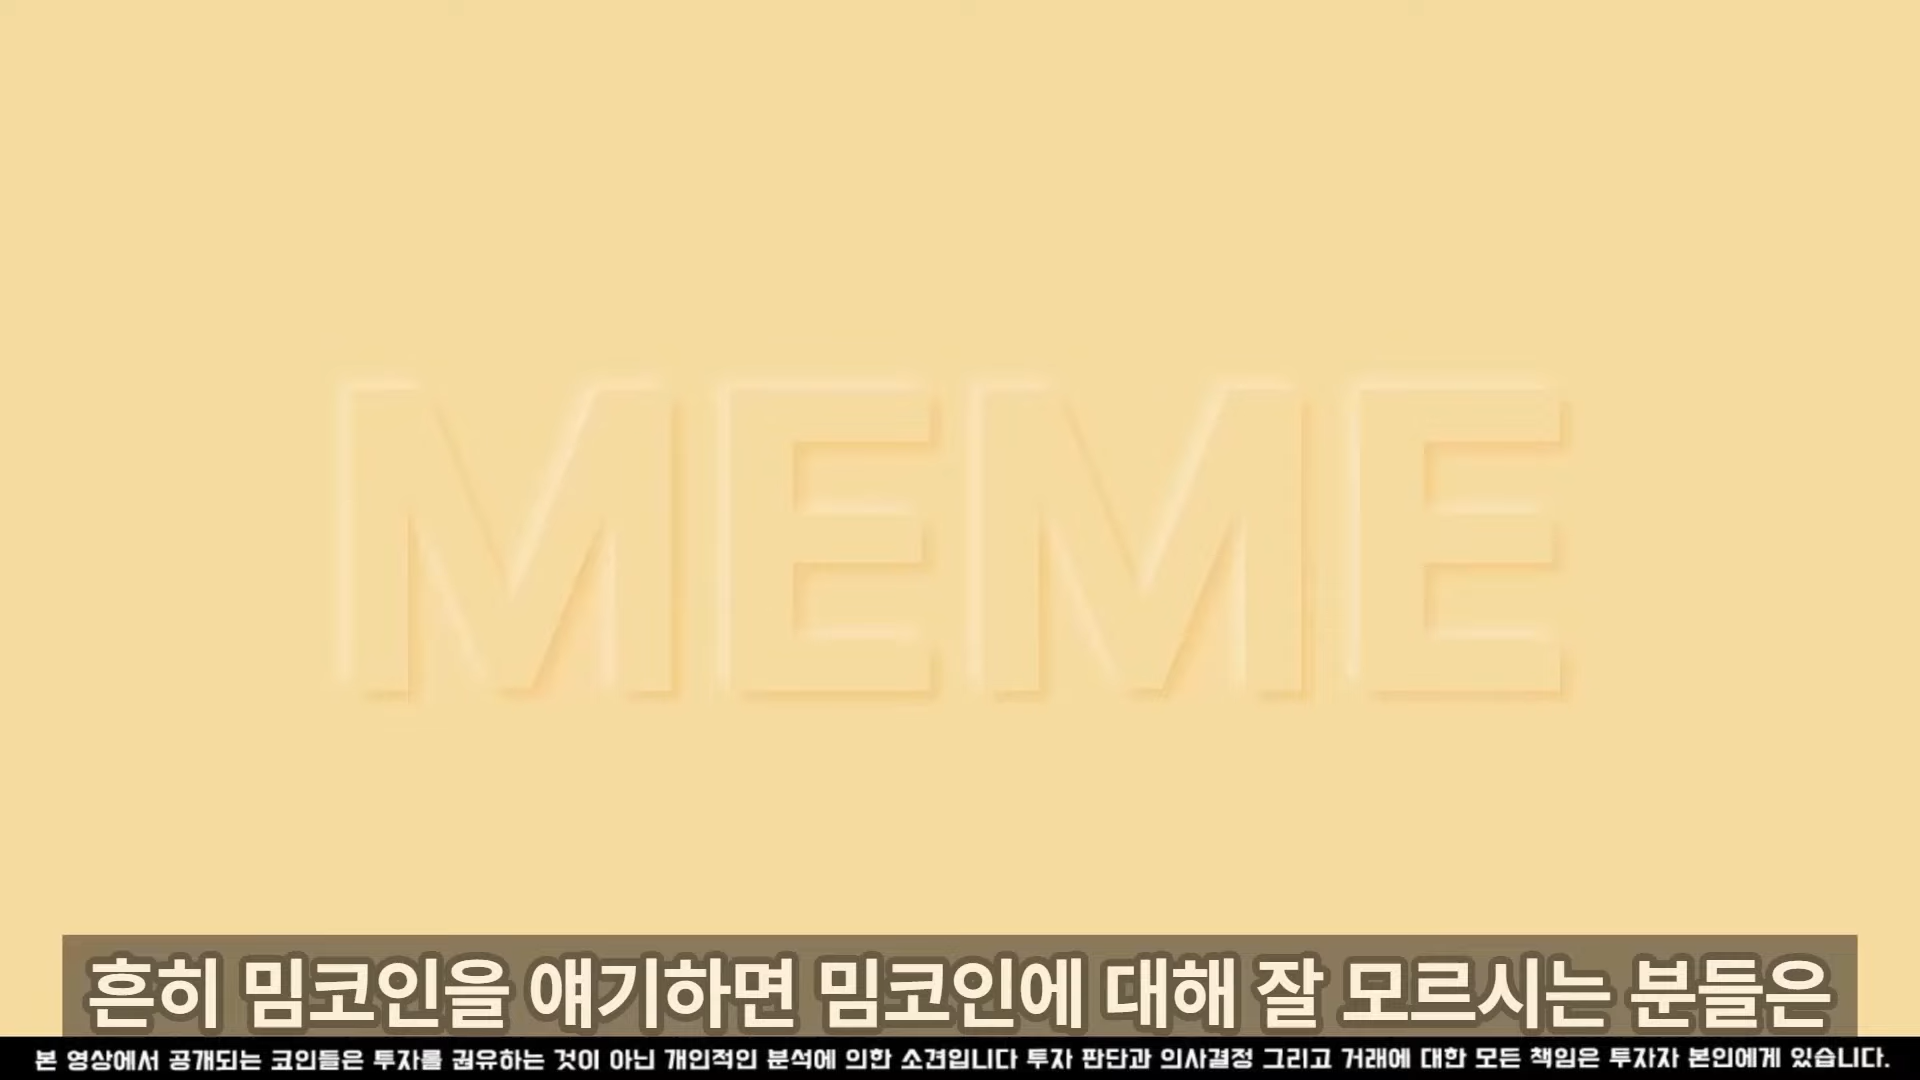 MEME
흔히 밈코인을 얘기하면 밈코인에 대해 잘 모르시는 분들은
본 영상에서 공개되는 코인들은 투자를 권유하는 것이 아닌 개인적인 분석에 의한 소견입니다 투자 판단과 의사결정 그리고 거래에 대한 모든 책임은 투자자 본인에게 있습니다.